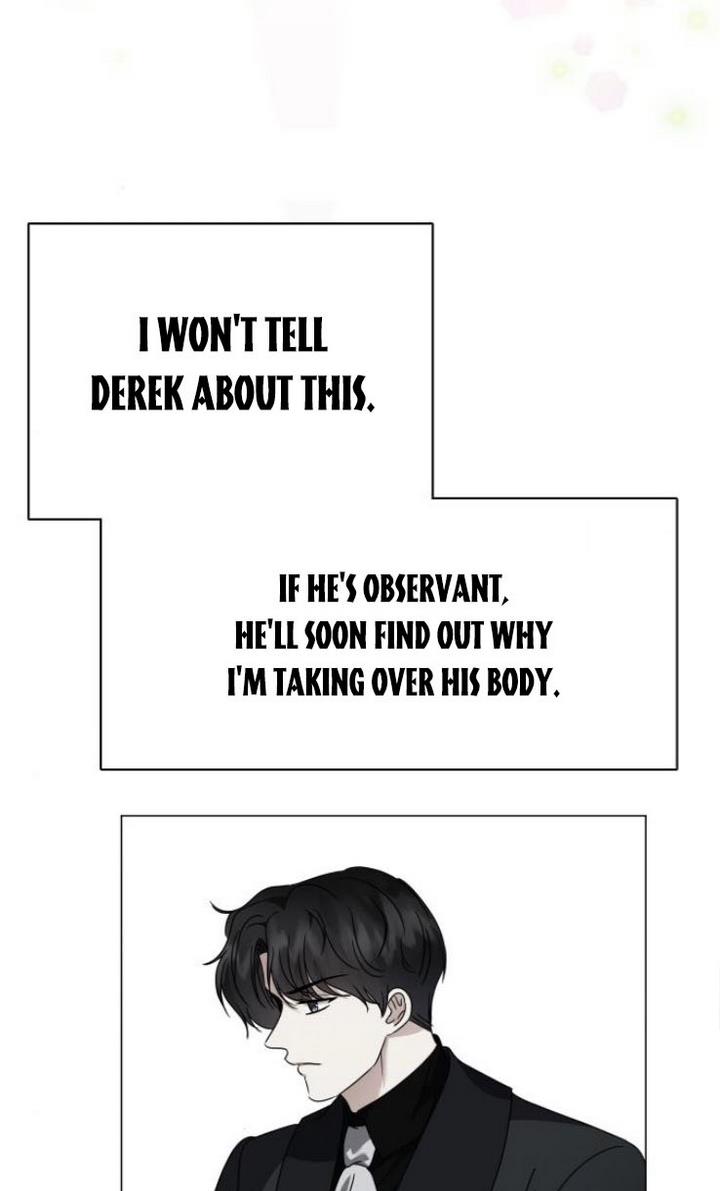 I WON'T TELL
DEREK ABOUT THIS.
IF HE'S OBSERVANT,
HE'LL SOON FIND OUT WHY
I'M TAKING OVER HIS BODY.